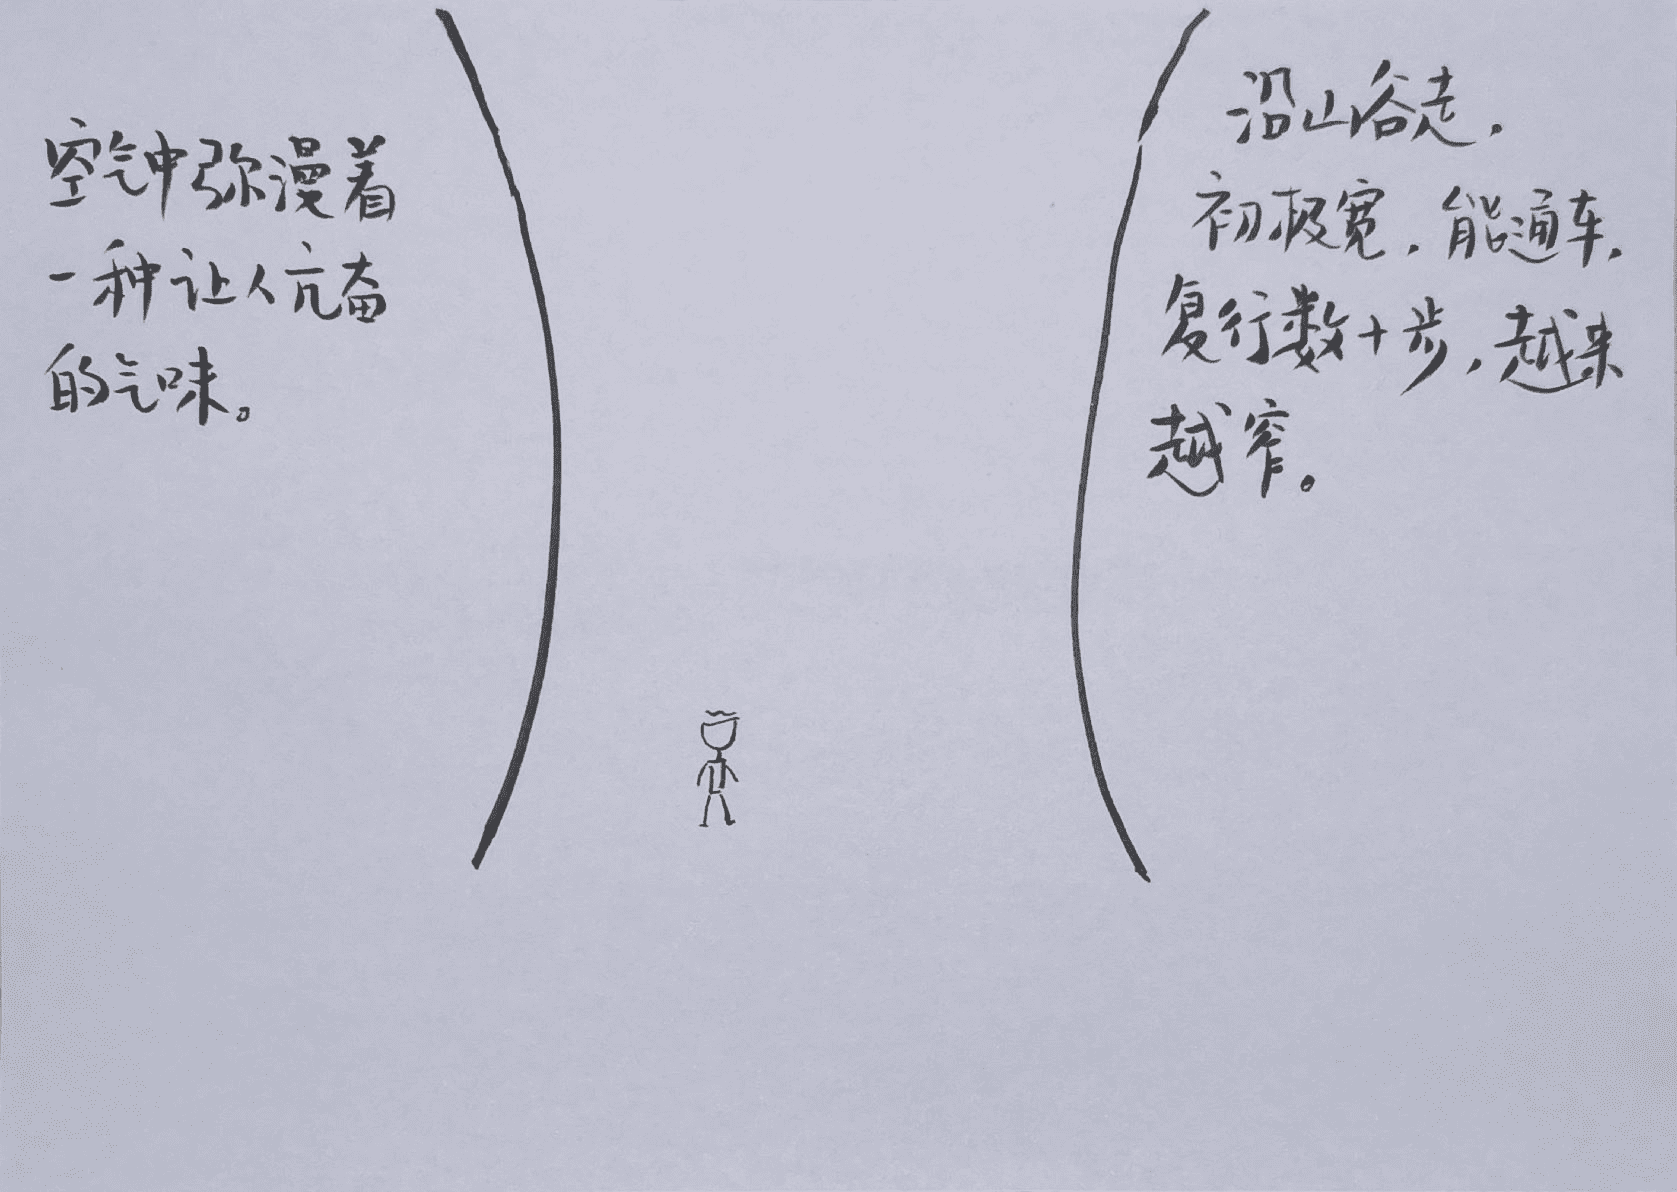 空气中弥漫着
一种让人亢奋
的气味。
沿山谷走，
初极宽，能通车，
复行数十步，越来
越窄。